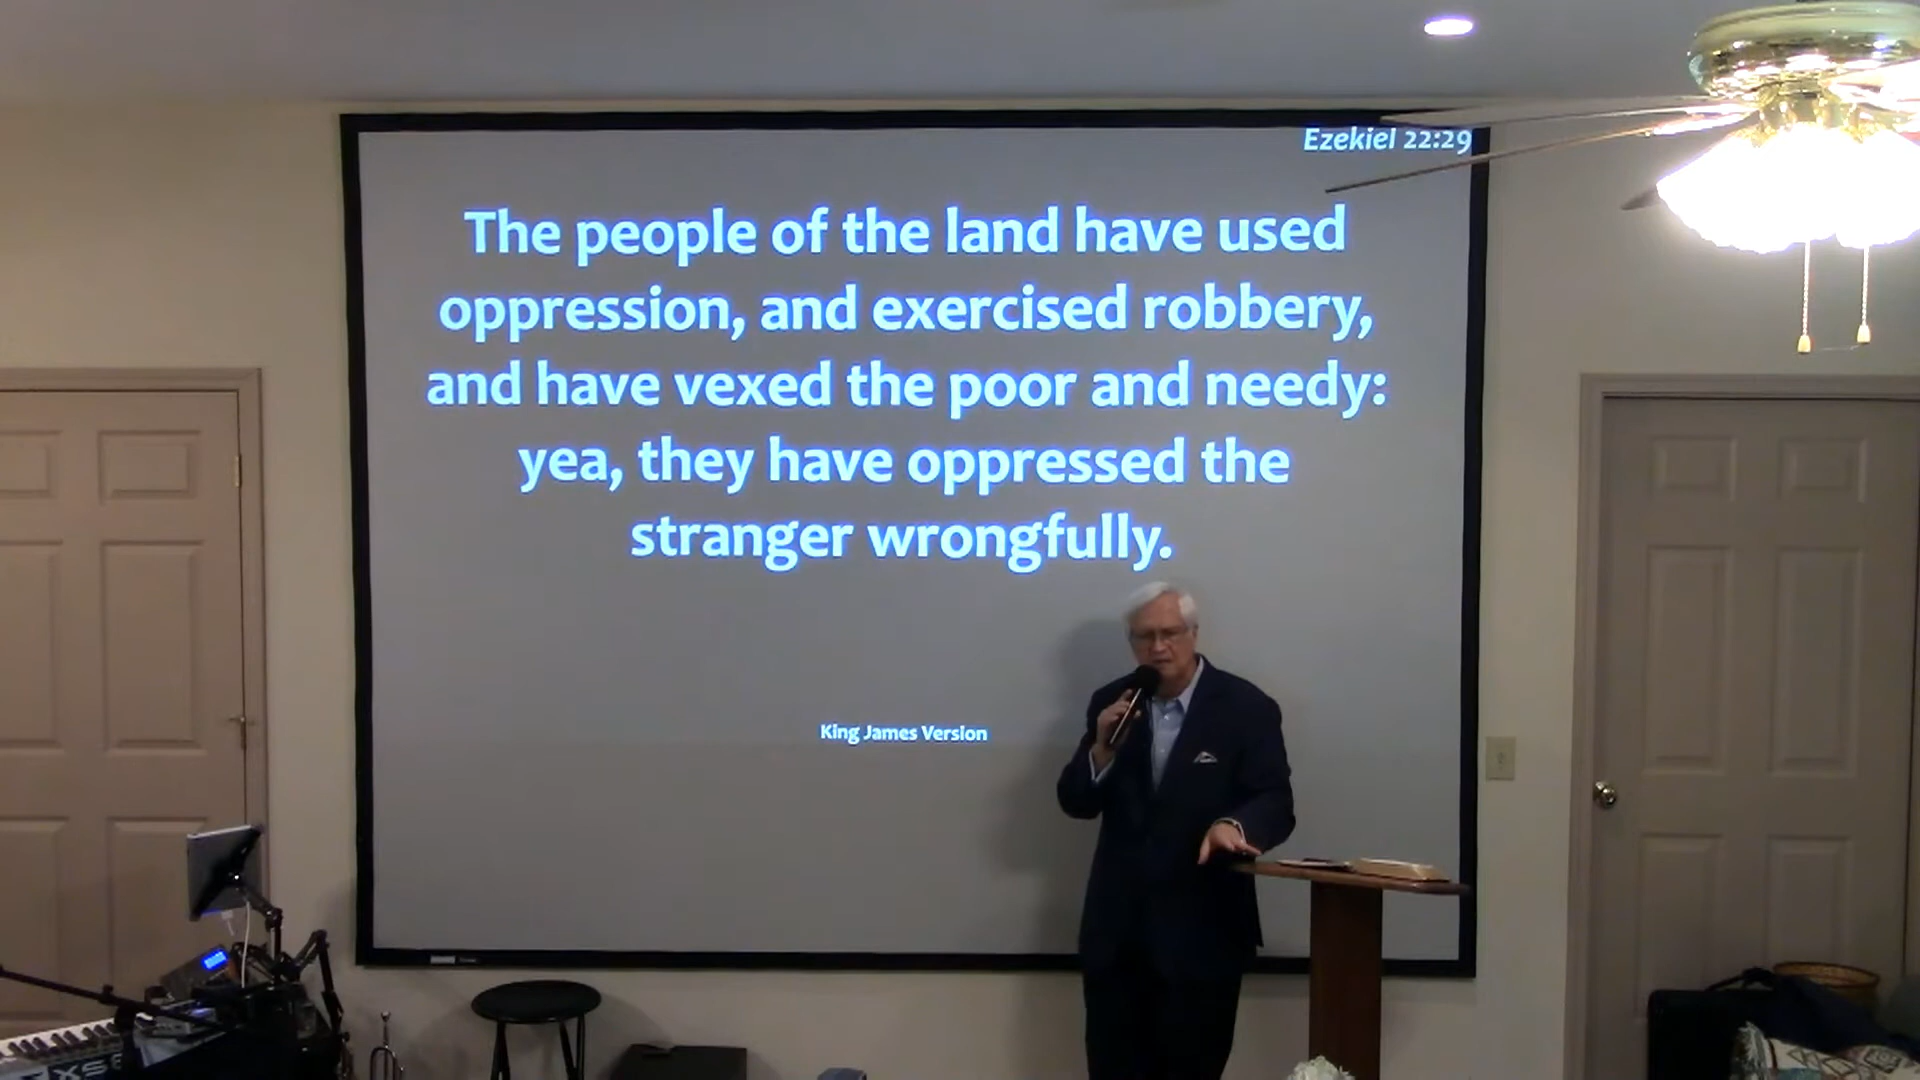 Ezekiel 22:29
The people of the land have used
oppression, and exercised robbery,
and have vexed the poor and needy:
yea, they have oppressed the
stranger wrongfully.
King James Version
XS8